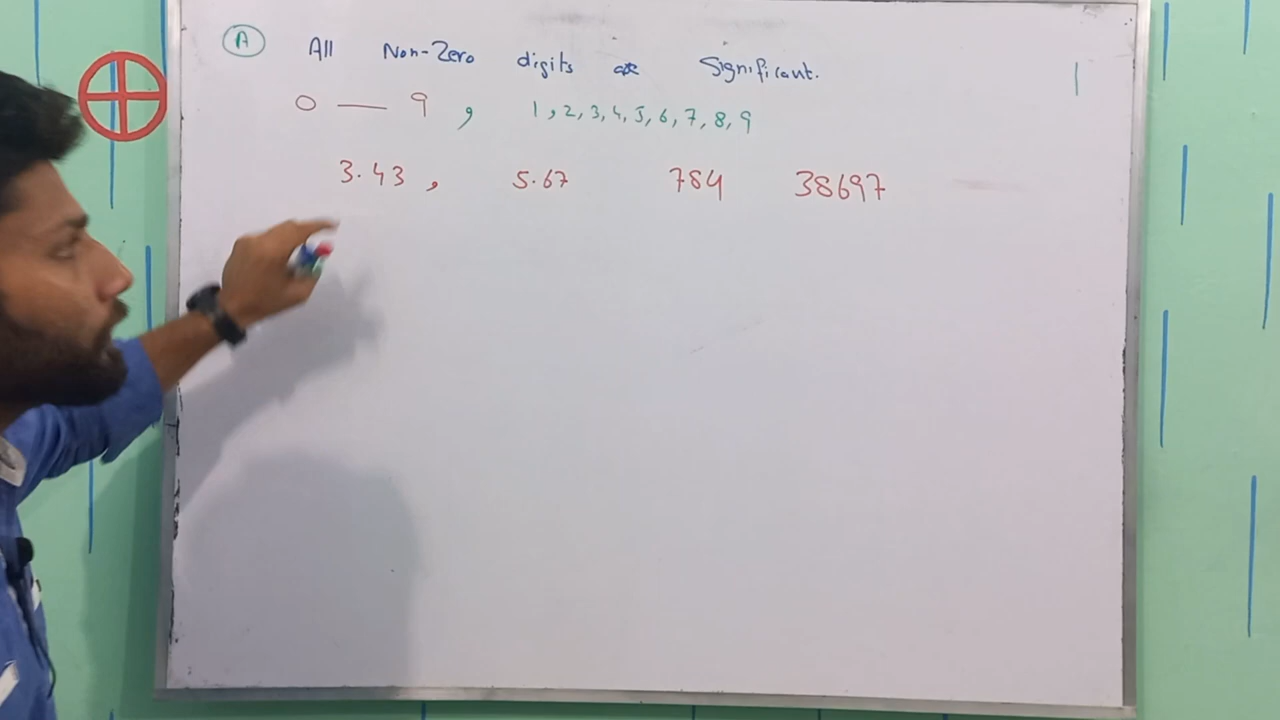 A All Non-Zero digits are Significant.
0 — 9 , 1,2,3,4,5,6,7,8,9
3.43 , 5.67 784 38697